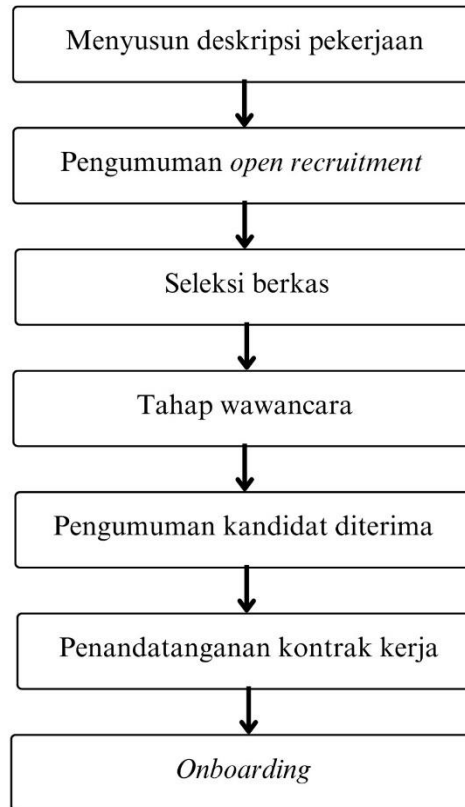 Menyusun deskripsi pekerjaan
Pengumuman open recruitment
Seleksi berkas
Tahap wawancara
Pengumuman kandidat diterima
Penandatanganan kontrak kerja
Onboarding